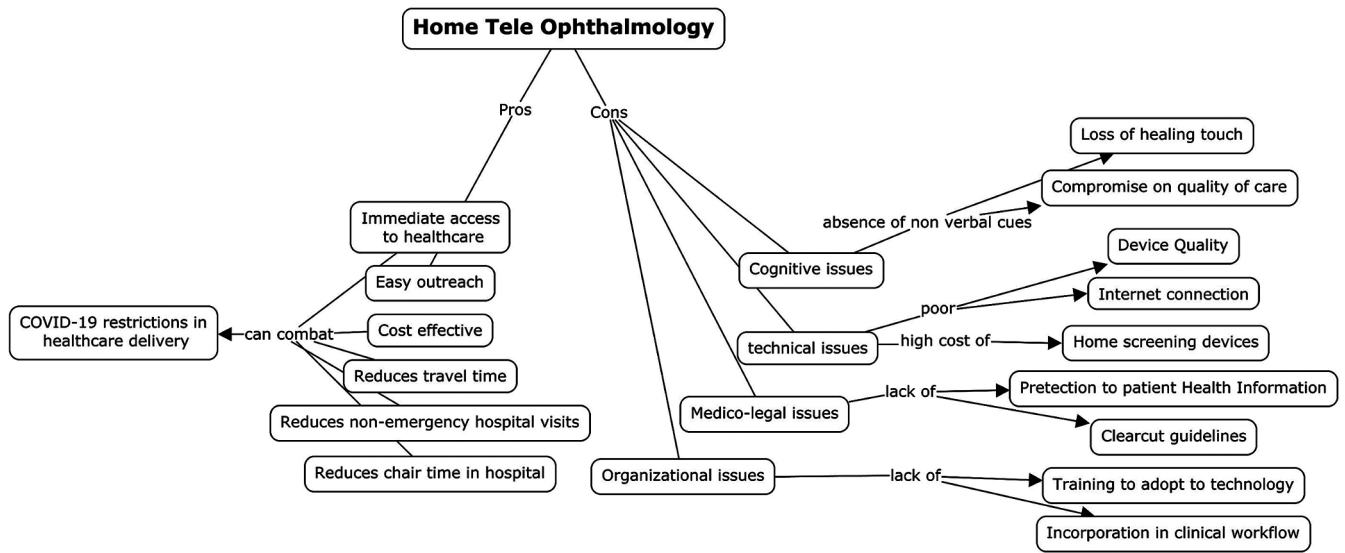 Home Tele Ophthalmology
Pros
Cons
Immediate access
to healthcare
Easy outreach
COVID-19 restrictions in
healthcare delivery
can combat
Cost effective
Reduces travel time
Reduces non-emergency hospital visits
Reduces chair time in hospital
Cognitive issues
absence of non verbal cues
Loss of healing touch
Compromise on quality of care
technical issues
poor
Device Quality
Internet connection
high cost of
Home screening devices
Medico-legal issues
lack of
Pretection to patient Health Information
Clearcut guidelines
Organizational issues
lack of
Training to adopt to technology
Incorporation in clinical workflow